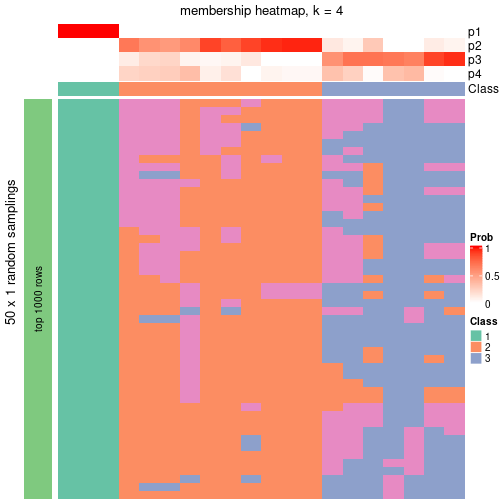 membership heatmap, k = 4
p1
p2
p3
p4
Class
50 x 1 random samplings
top 1000 rows
Prob
1
0.5
0
Class
1
2
3